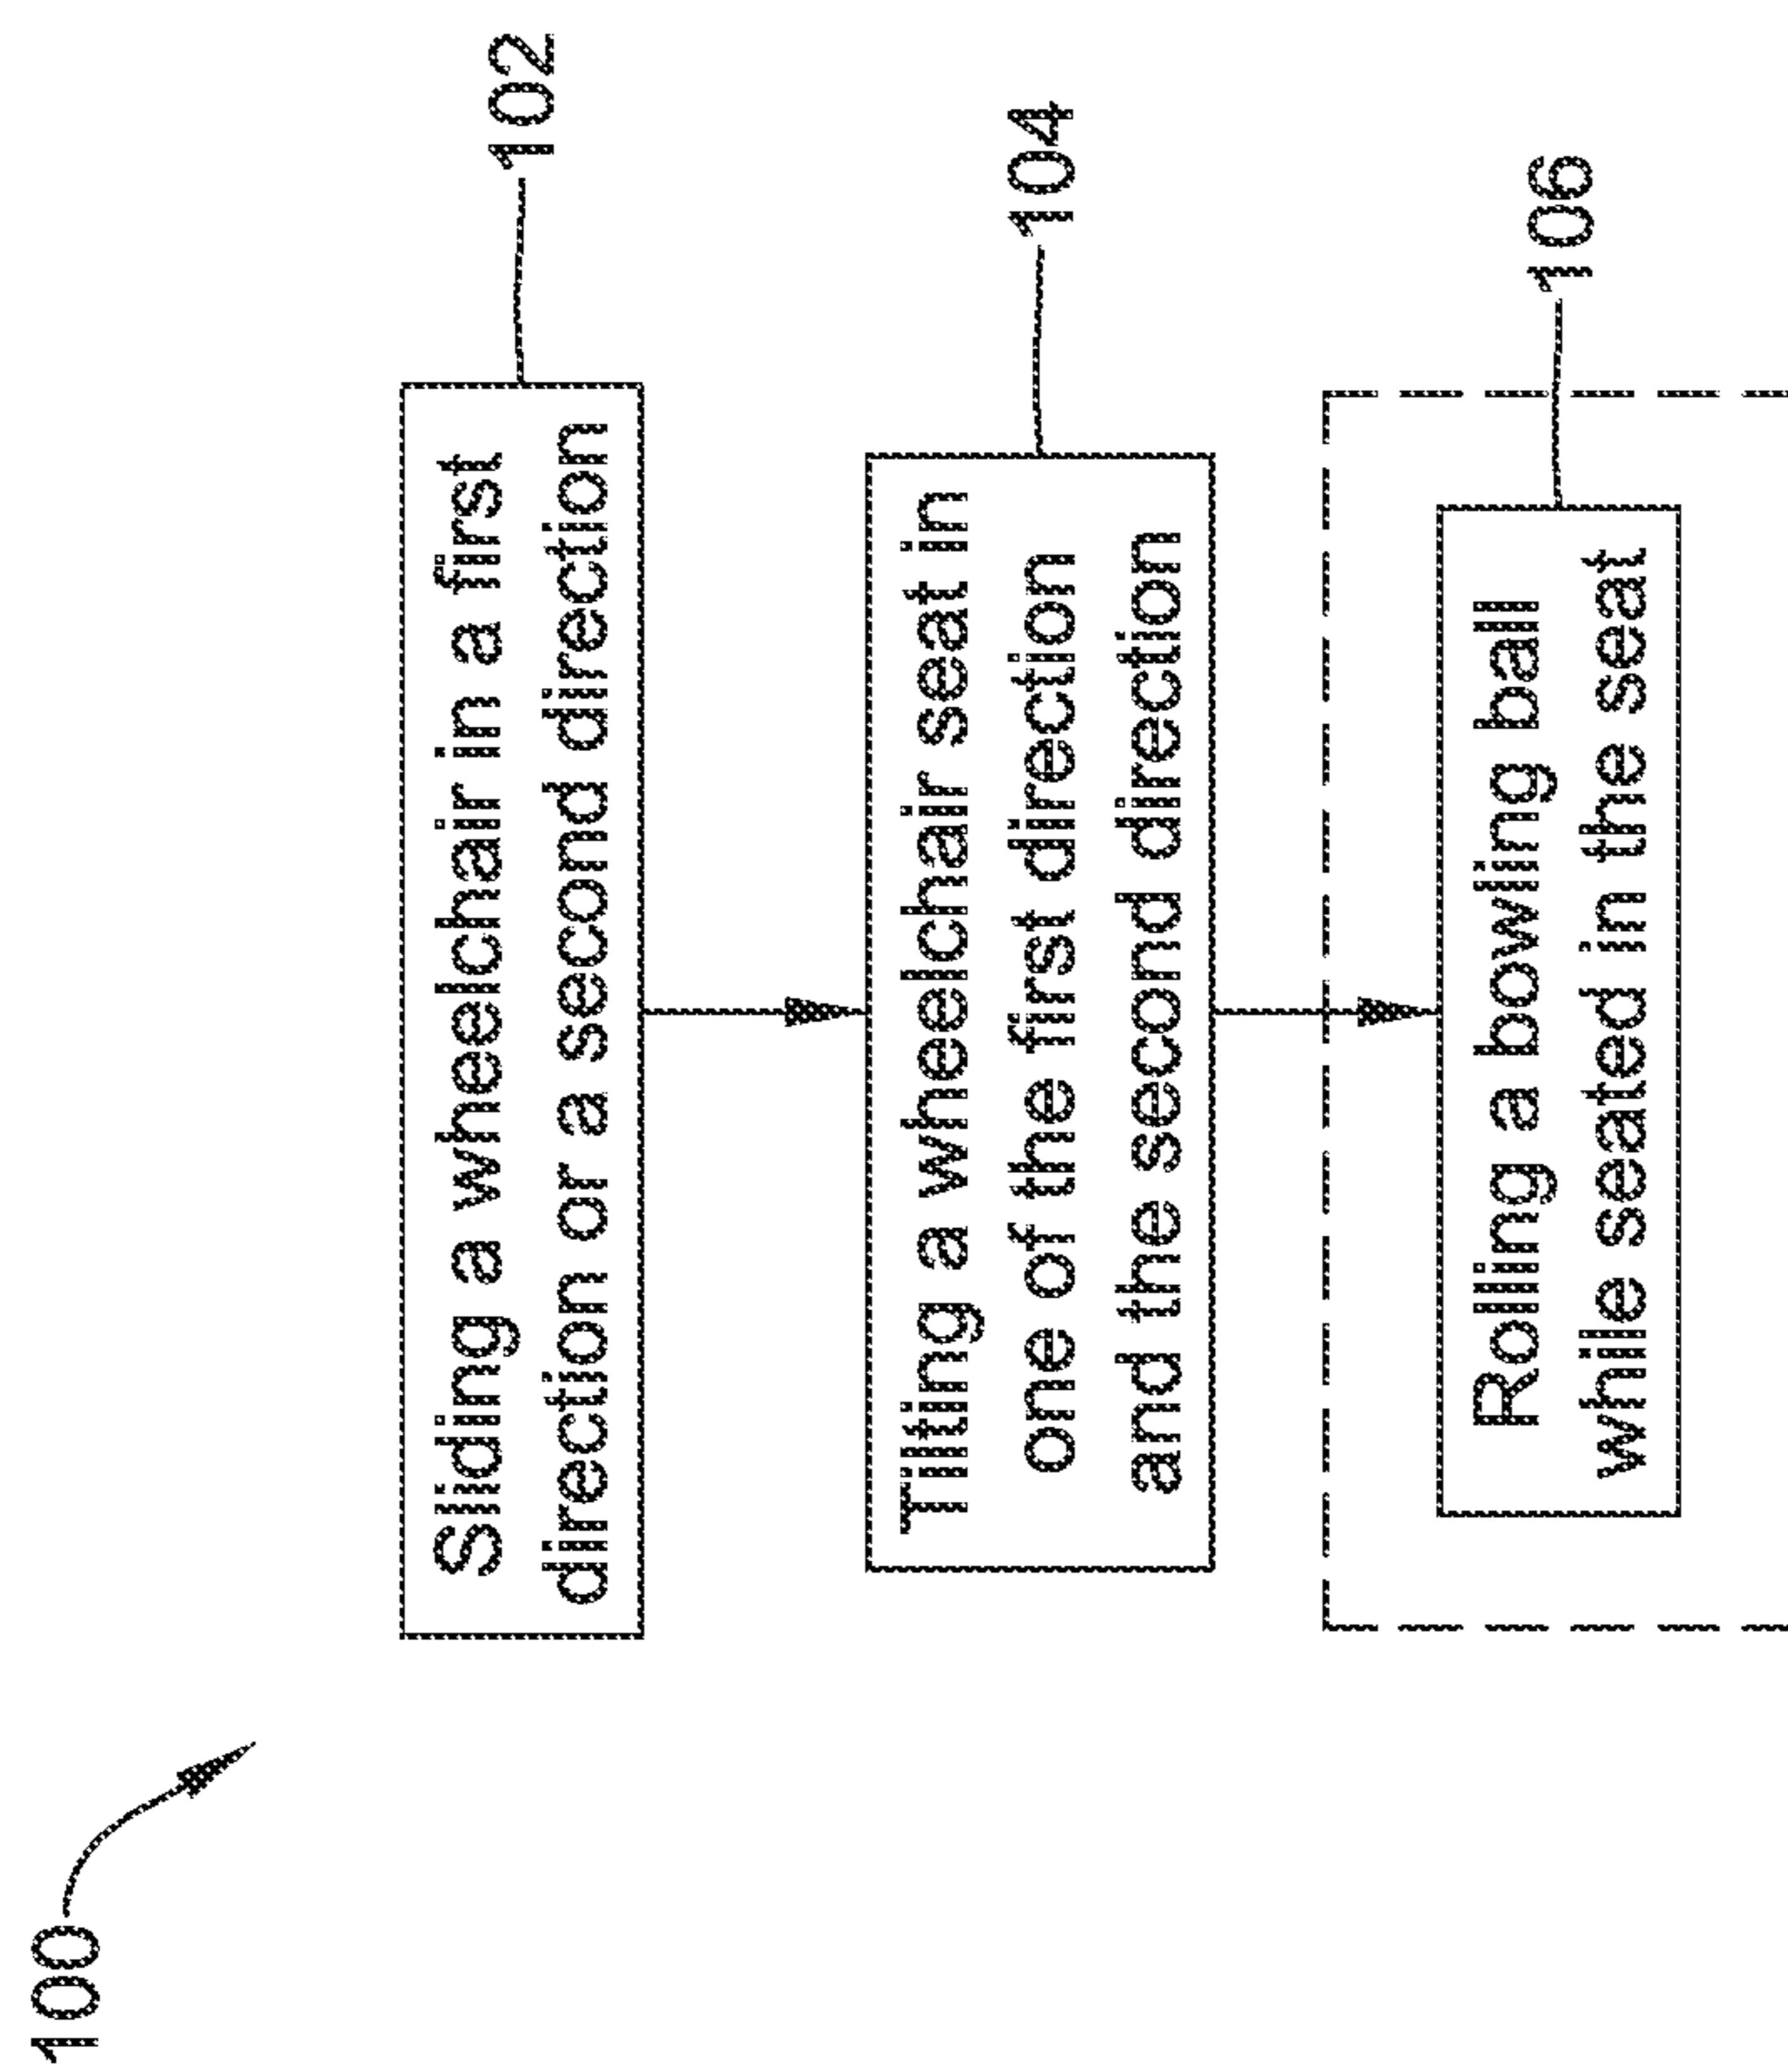 100
Sliding a wheelchair in a first
direction or a second direction
102
Tilting a wheelchair seat in
one of the first direction
and the second direction
104
Rolling a bowling ball
while seated in the seat
106